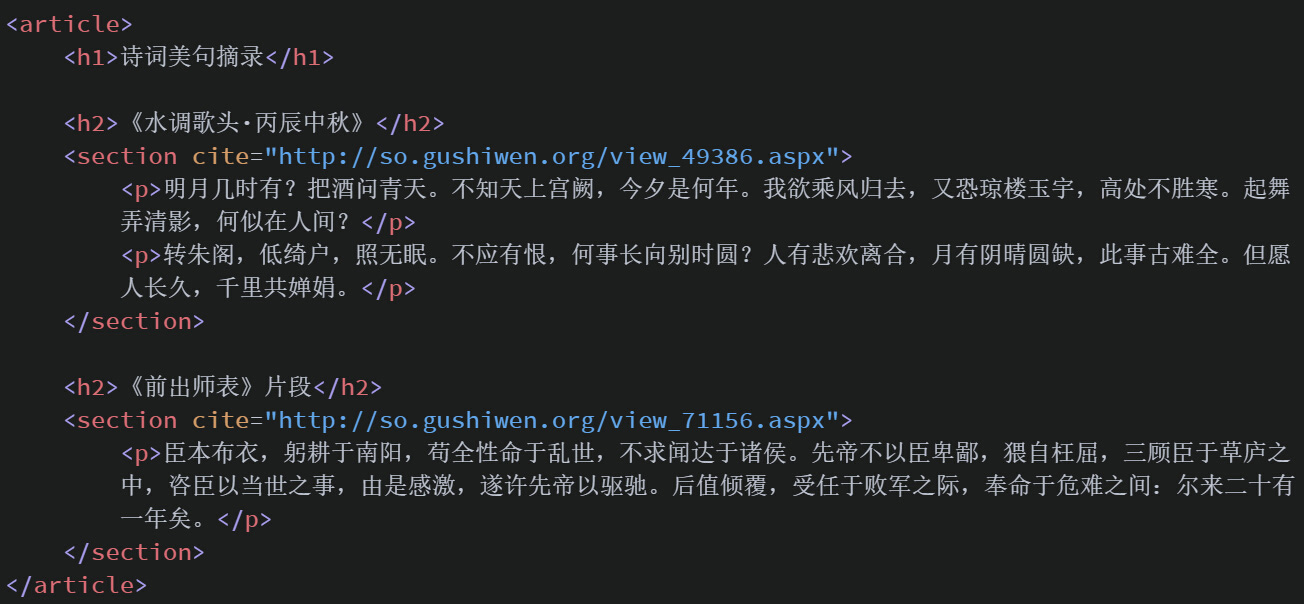 <article>
<h1>诗词美句摘录</h1>
<h2>《水调歌头·丙辰中秋》</h2>
<section cite="http://so.gushiwen.org/view_49386.aspx">
<p>明月几时有？把酒问青天。不知天上宫阙，今夕是何年。我欲乘风归去，又恐琼楼玉宇，高处不胜寒。起舞
弄清影，何似在人间？</p>
<p>转朱阁，低绮户，照无眠。不应有恨，何事长向别时圆？人有悲欢离合，月有阴晴圆缺，此事古难全。但愿
人长久，千里共婵娟。</p>
</section>
<h2>《前出师表》片段</h2>
<section cite="http://so.gushiwen.org/view_71156.aspx">
<p>臣本布衣，躬耕于南阳，苟全性命于乱世，不求闻达于诸侯。先帝不以臣卑鄙，猥自枉屈，三顾臣于草庐之
中，咨臣以当世之事，由是感激，遂许先帝以驱驰。后值倾覆，受任于败军之际，奉命于危难之间：尔来二十有
一年矣。</p>
</section>
</article>